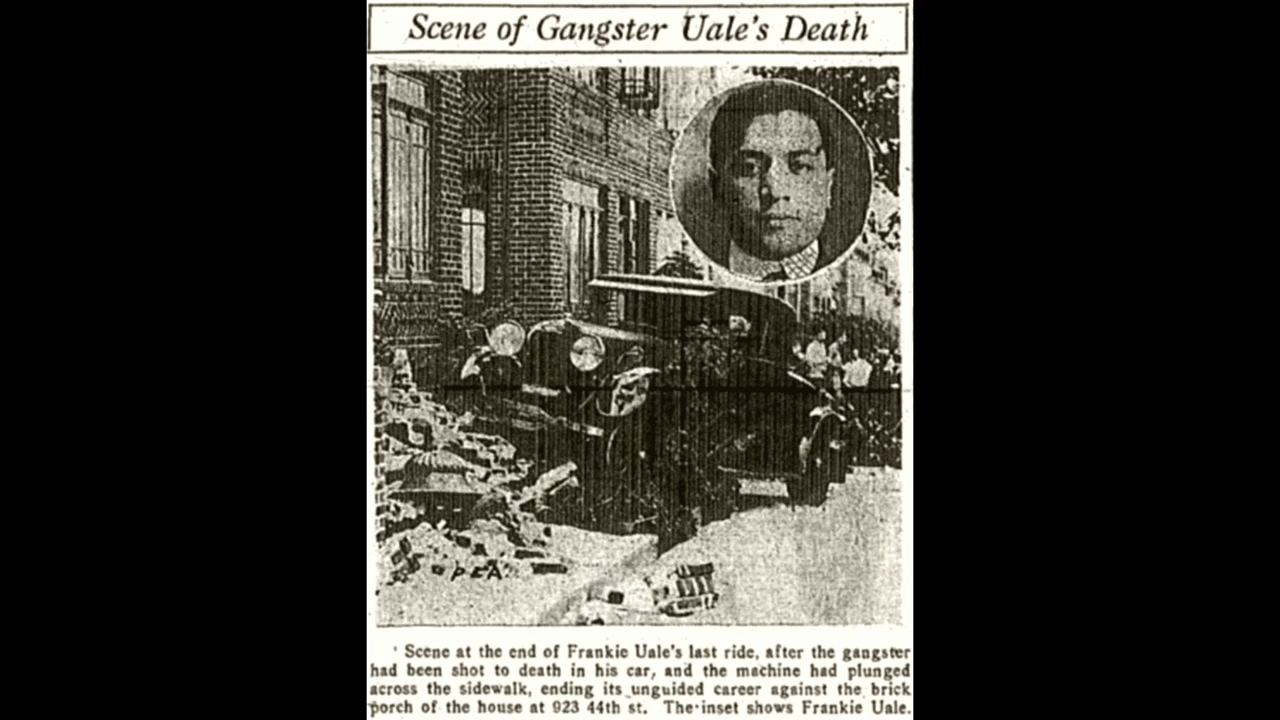 Scene of Gangster Uale's Death
P&A
Scene at the end of Frankie Uale's last ride, after the gangster
had been shot to death in his car, and the machine had plunged
across the sidewalk, ending its unguided career against the brick
porch of the house at 923 44th st. The inset shows Frankie Uale.